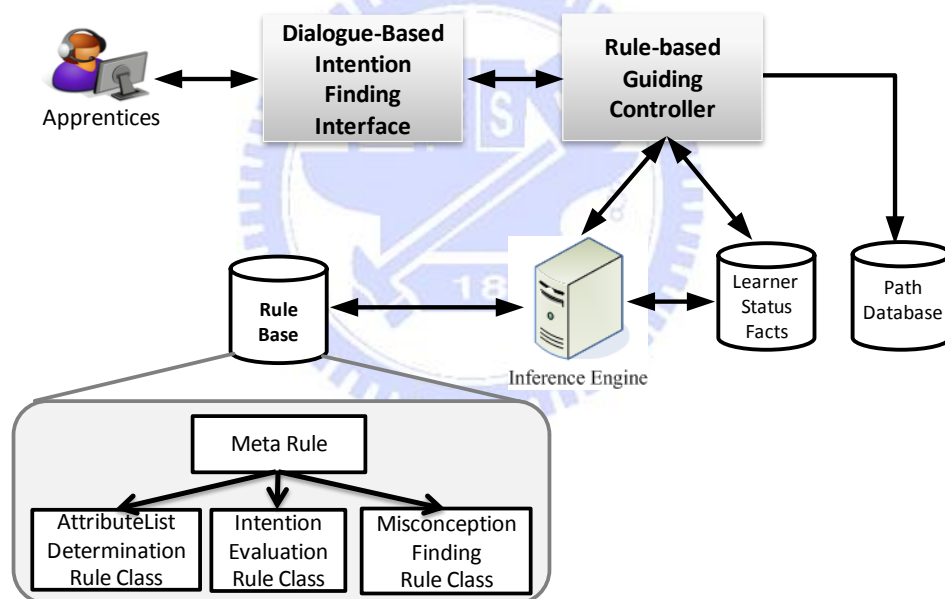 Dialogue-Based
Intention
Finding
Interface
Rule-based
Guiding
Controller
Apprentices
E S
18
Rule
Base
Inference Engine
Learner
Status
Facts
Path
Database
Meta Rule
AttributeList
Determination
Rule Class
Intention
Evaluation
Rule Class
Misconception
Finding
Rule Class